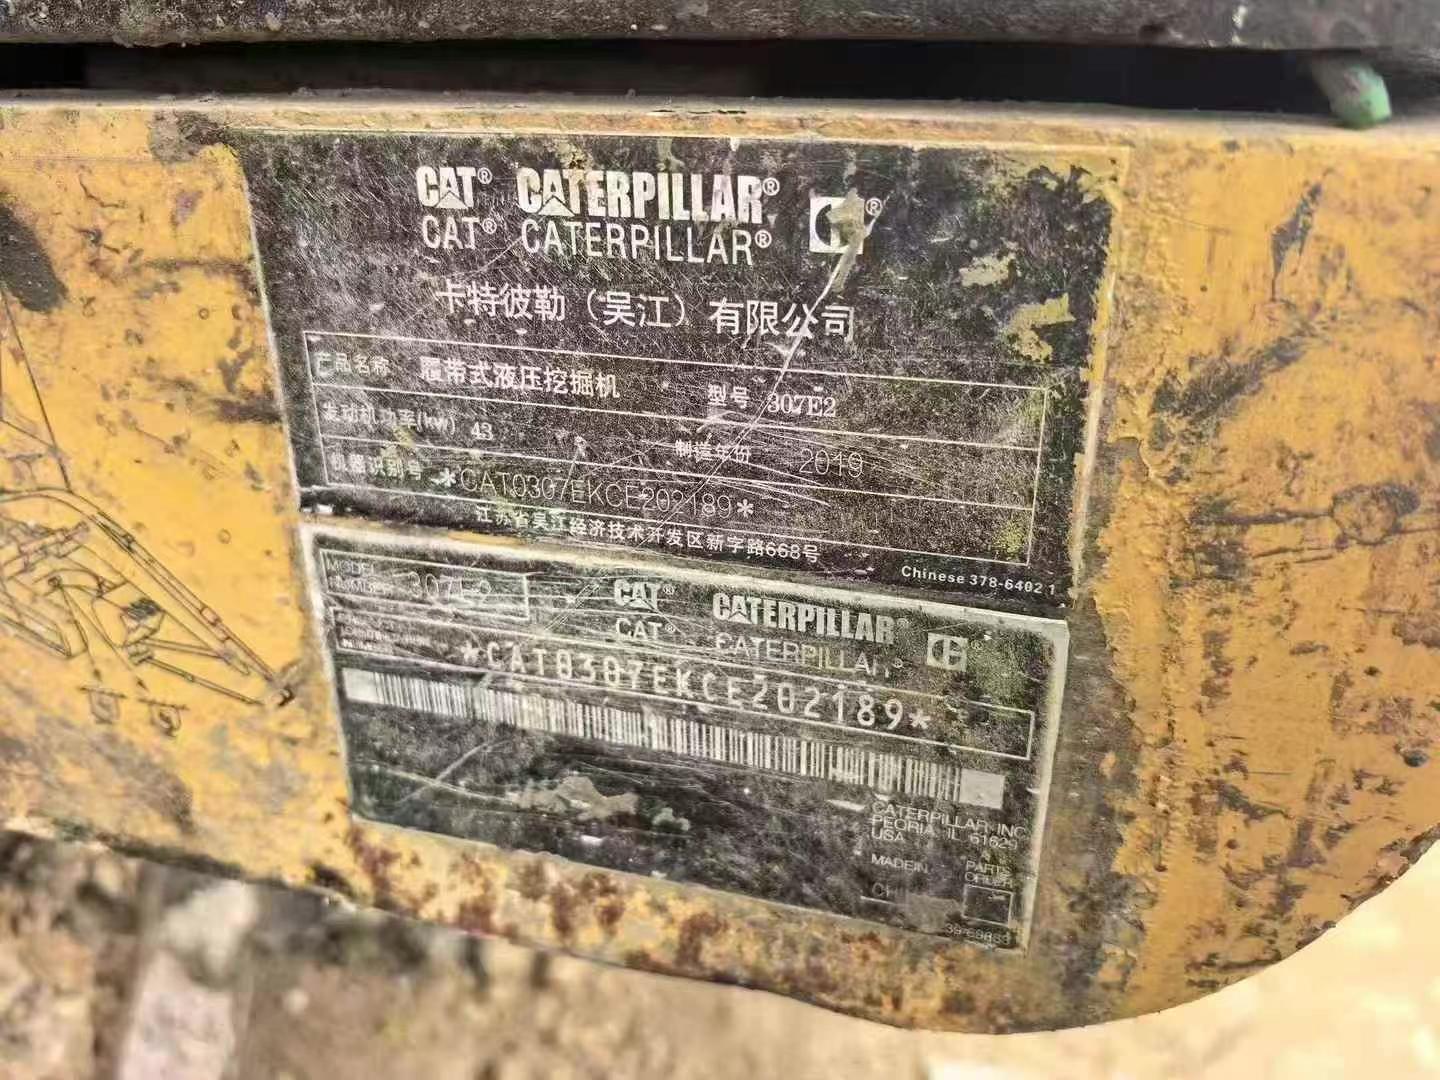 CAT® CATERPILLAR® ®
CAT® CATERPILLAR®
卡特彼勒（吴江）有限公司
产品名称 履带式液压挖掘机 型号 307E2
发动机功率(kw) 43 制造年份 2019
机器识别号 *CAT0307EKCE202189*
江苏省吴江经济技术开发区新字路668号
Chinese 378-6402 1
MODEL NUMBER 307E2
CAT® CATERPILLAR® ®
CAT® CATERPILLAR®
*CAT0307EKCE202189*
CATERPILLAR INC
PEORIA IL 61629
USA
MADE IN
PARTS
ORDER